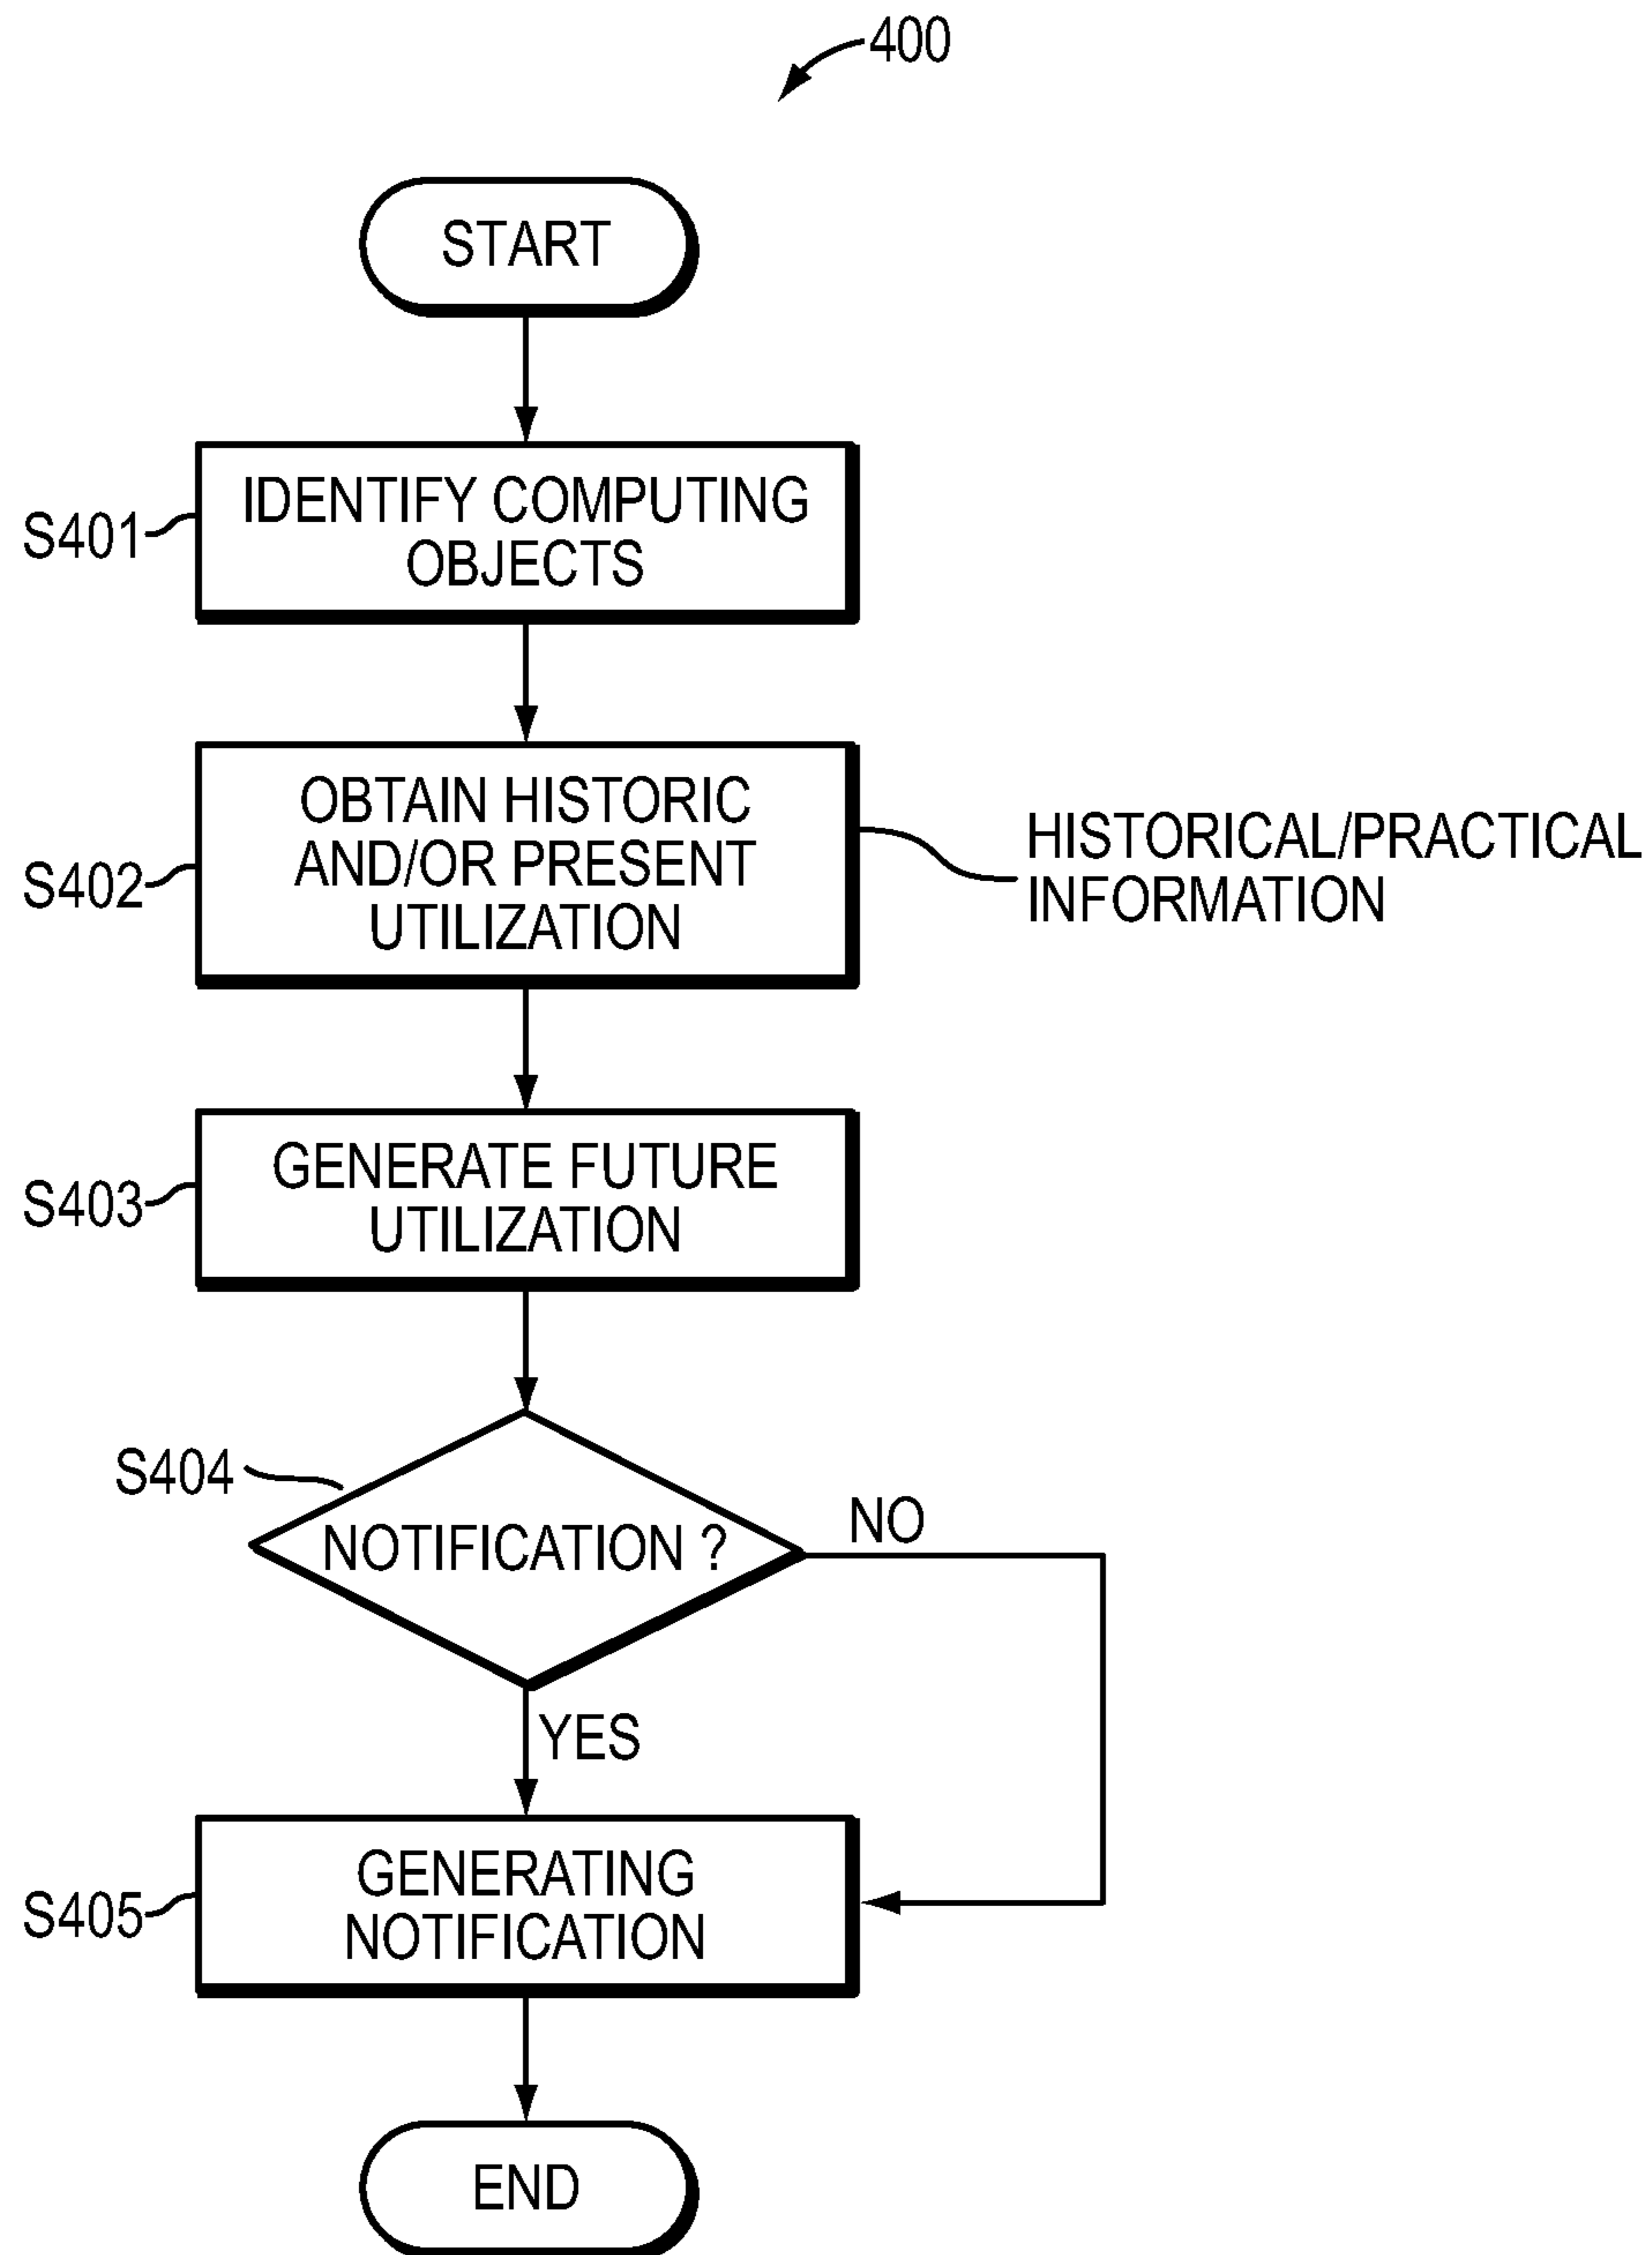 400
START
S401
IDENTIFY COMPUTING
OBJECTS
S402
OBTAIN HISTORIC
AND/OR PRESENT
UTILIZATION
HISTORICAL/PRACTICAL
INFORMATION
S403
GENERATE FUTURE
UTILIZATION
S404
NOTIFICATION ?
NO
YES
S405
GENERATING
NOTIFICATION
END